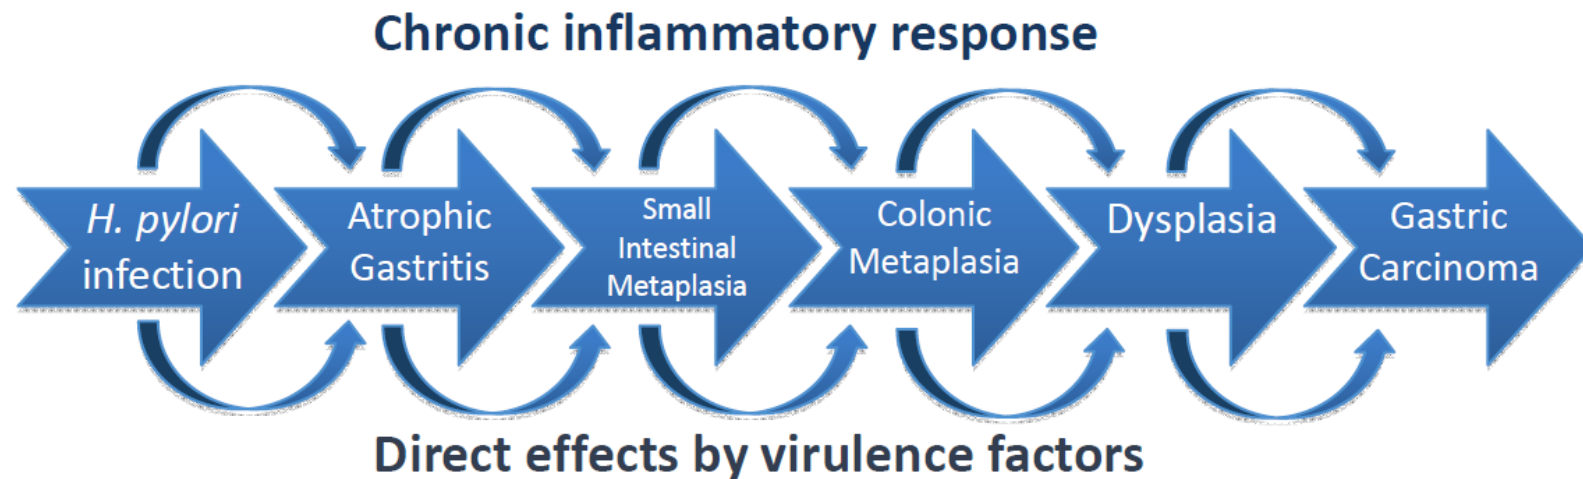 Chronic inflammatory response
H. pylori
infection
Atrophic
Gastritis
Small
Intestinal
Metaplasia
Colonic
Metaplasia
Dysplasia
Gastric
Carcinoma
Direct effects by virulence factors